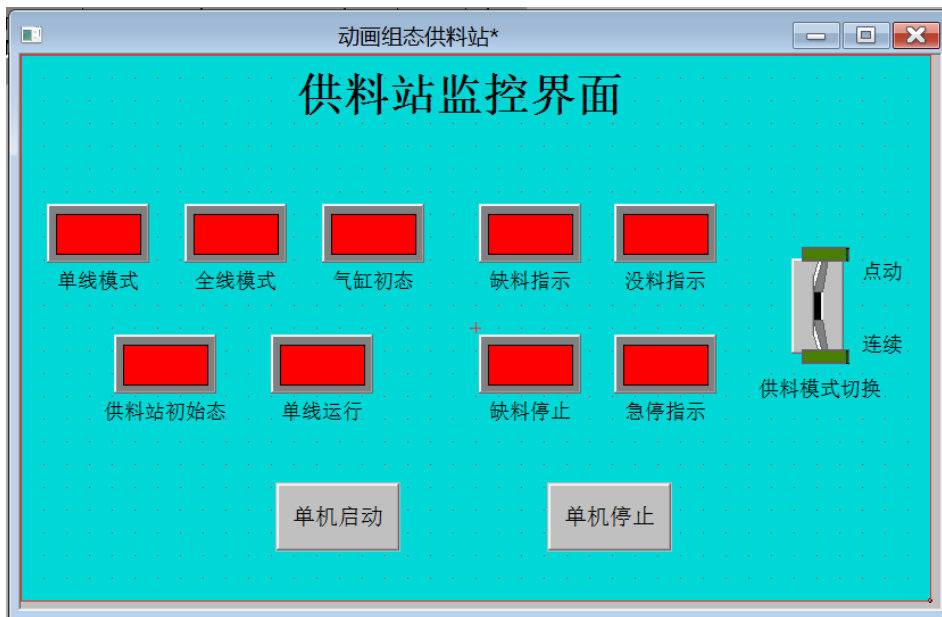 动画组态供料站*
供料站监控界面
单线模式 全线模式 气缸初态 缺料指示 没料指示
点动
连续
供料模式切换
供料站初始态 单线运行 缺料停止 急停指示
单机启动 单机停止